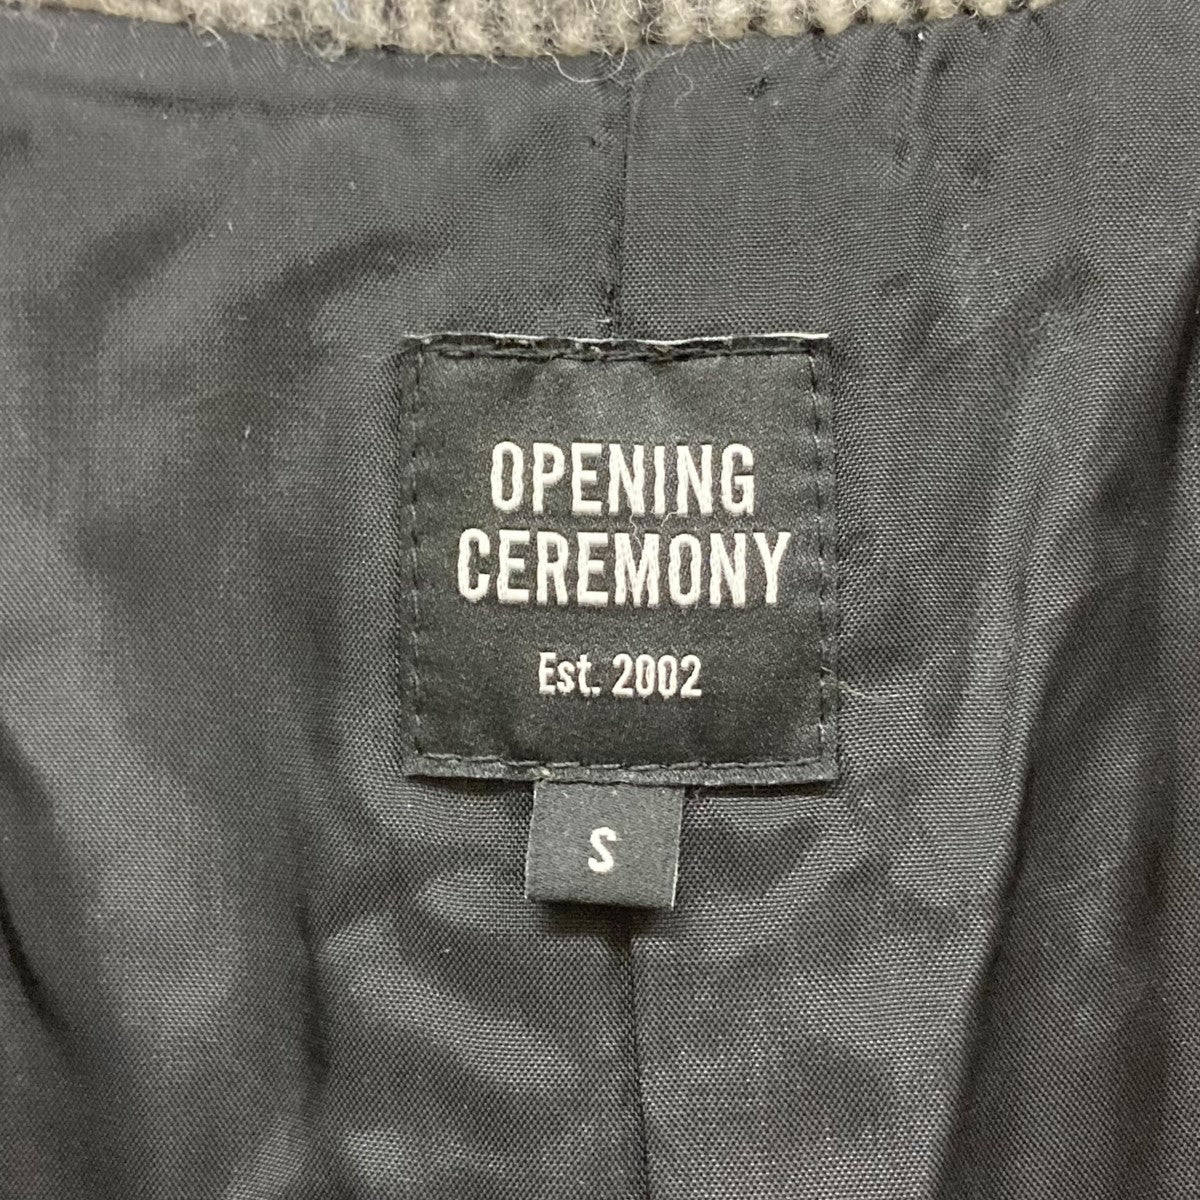 OPENING
CEREMONY
Est. 2002
S